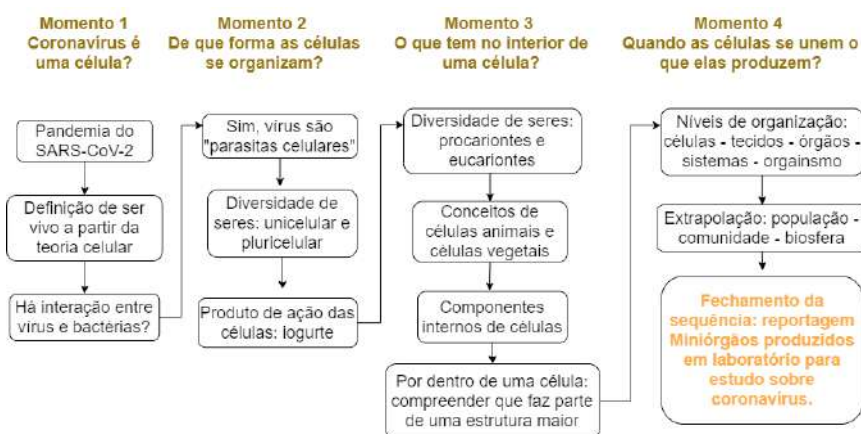 Momento 1
Coronavírus é
uma célula?
Pandemia do
SARS-CoV-2
Definição de ser
vivo a partir da
teoria celular
Há interação entre
vírus e bactérias?
Momento 2
De que forma as células
se organizam?
Sim, vírus são
"parasitas celulares"
Diversidade de
seres: unicelular e
pluricelular
Produto de ação das
células: iogurte
Momento 3
O que tem no interior de
uma célula?
Diversidade de seres:
procariontes e
eucariontes
Conceitos de
células animais e
células vegetais
Componentes
internos de células
Por dentro de uma célula:
compreender que faz parte
de uma estrutura maior
Momento 4
Quando as células se unem o
que elas produzem?
Níveis de organização:
células - tecidos - órgãos -
sistemas - orgainsmo
Extrapolação: população -
comunidade - biosfera
Fechamento da
sequência: reportagem
Miniórgãos produzidos
em laboratório para
estudo sobre
coronavírus.